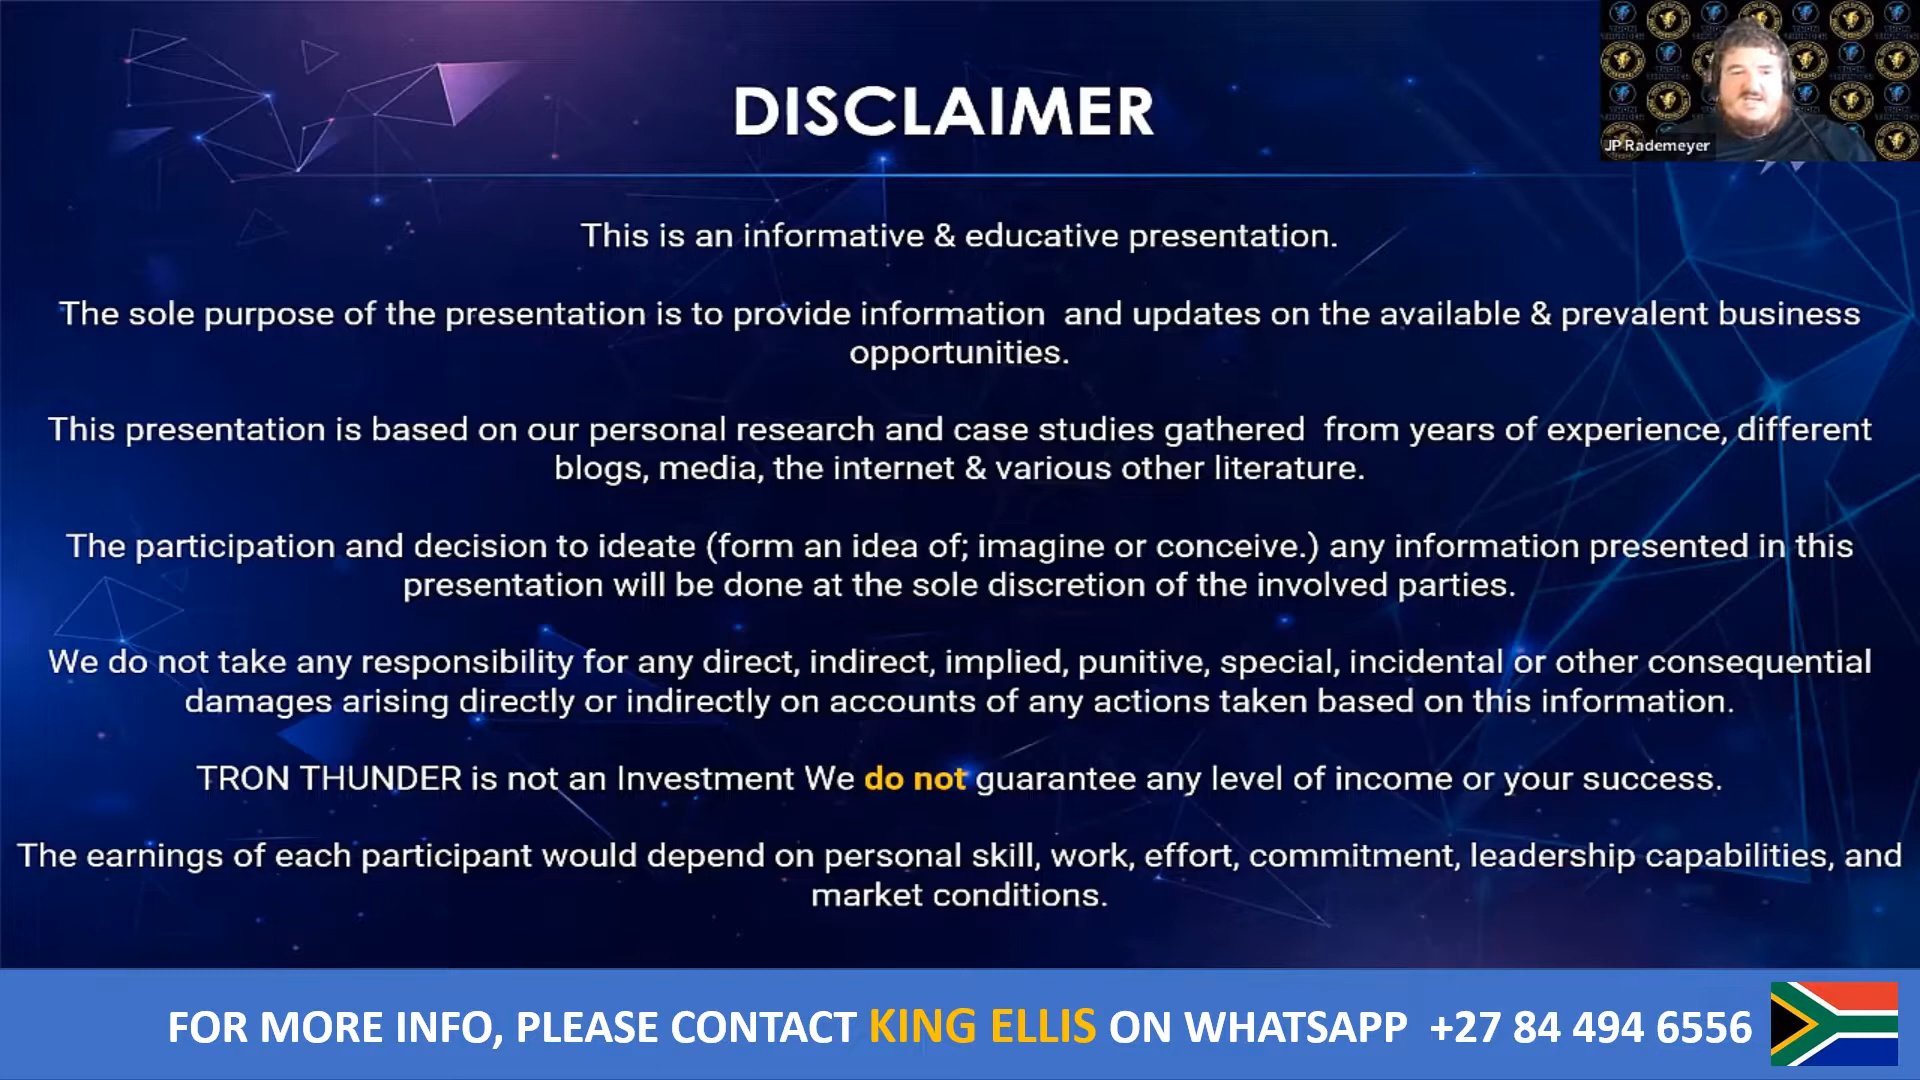 DISCLAIMER
JP Rademeyer
This is an informative & educative presentation.
The sole purpose of the presentation is to provide information  and updates on the available & prevalent business
opportunities.
This presentation is based on our personal research and case studies gathered  from years of experience, different
blogs, media, the internet & various other literature.
The participation and decision to ideate (form an idea of; imagine or conceive.) any information presented in this
presentation will be done at the sole discretion of the involved parties.
We do not take any responsibility for any direct, indirect, implied, punitive, special, incidental or other consequential
damages arising directly or indirectly on accounts of any actions taken based on this information.
TRON THUNDER is not an Investment We do not guarantee any level of income or your success.
The earnings of each participant would depend on personal skill, work, effort, commitment, leadership capabilities, and
market conditions.
FOR MORE INFO, PLEASE CONTACT KING ELLIS ON WHATSAPP  +27 84 494 6556